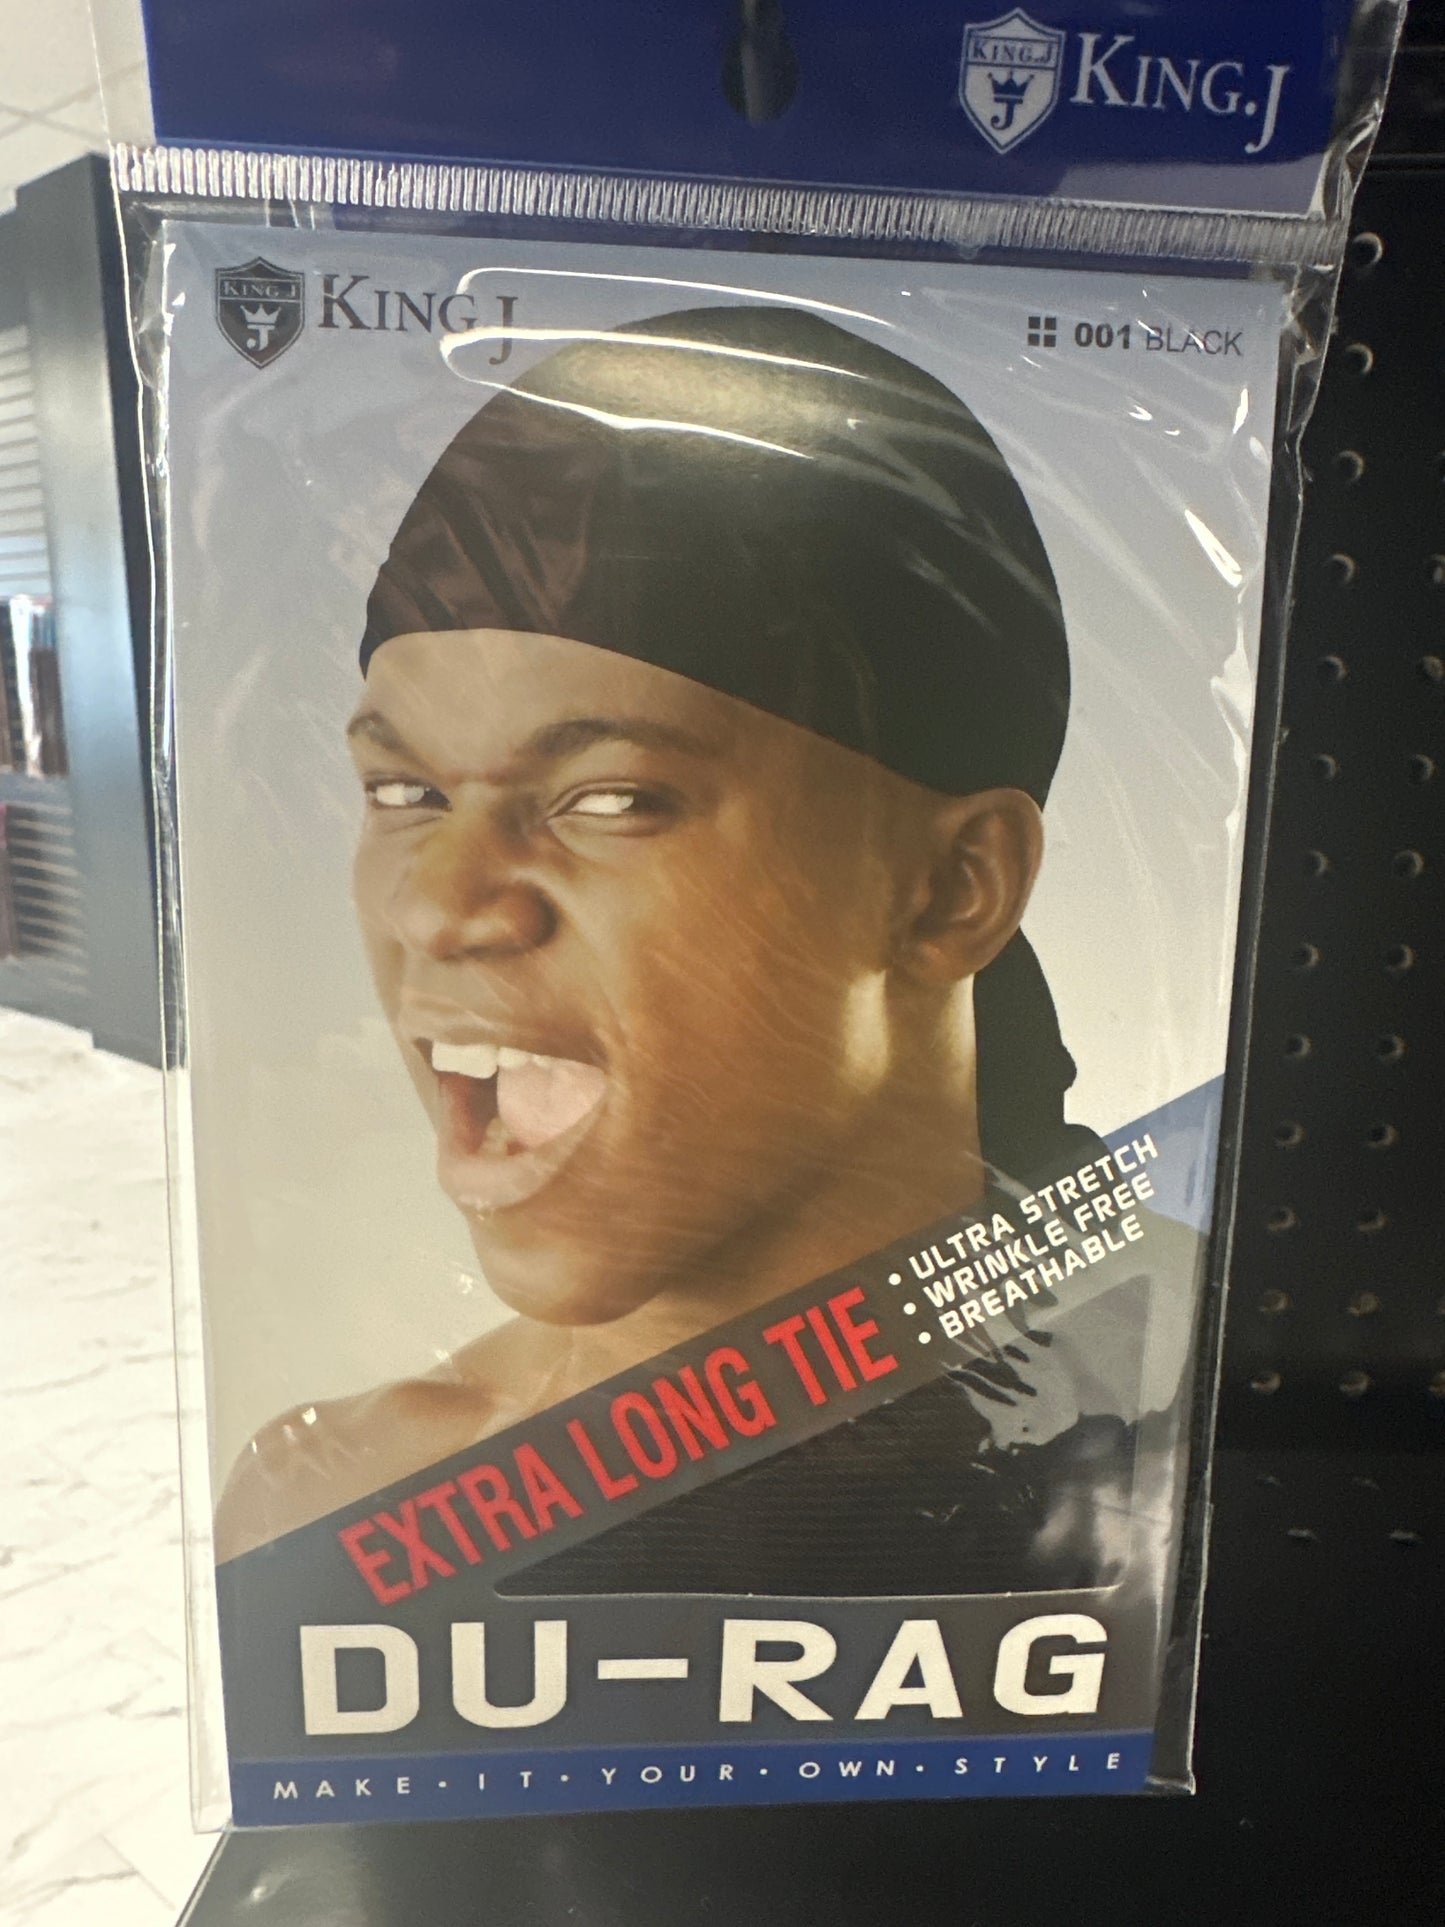 KING.J
J
KING.J
KING J
J
KING.J
001 BLACK
• ULTRA STRETCH
• WRINKLE FREE
• BREATHABLE
EXTRA LONG TIE
DU-RAG
MAKE • IT • YOUR • OWN • STYLE